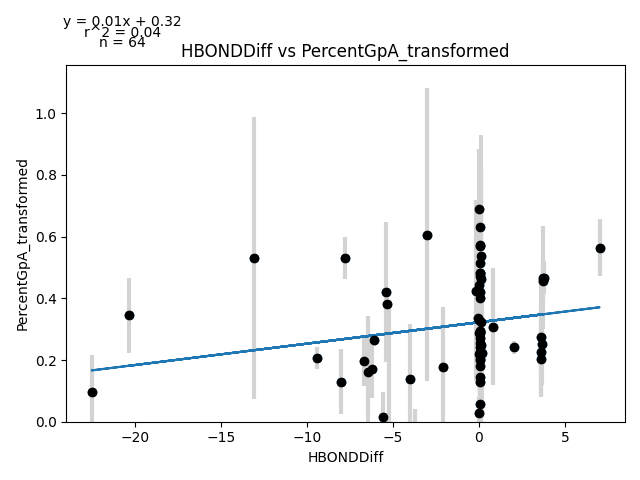 y = 0.01x + 0.32
r^2 = 0.04
n = 64
HBONDDiff vs PercentGpA_transformed
PercentGpA_transformed
1.0
0.8
0.6
0.4
0.2
0.0
−20
−15
−10
−5
0
5
HBONDDiff